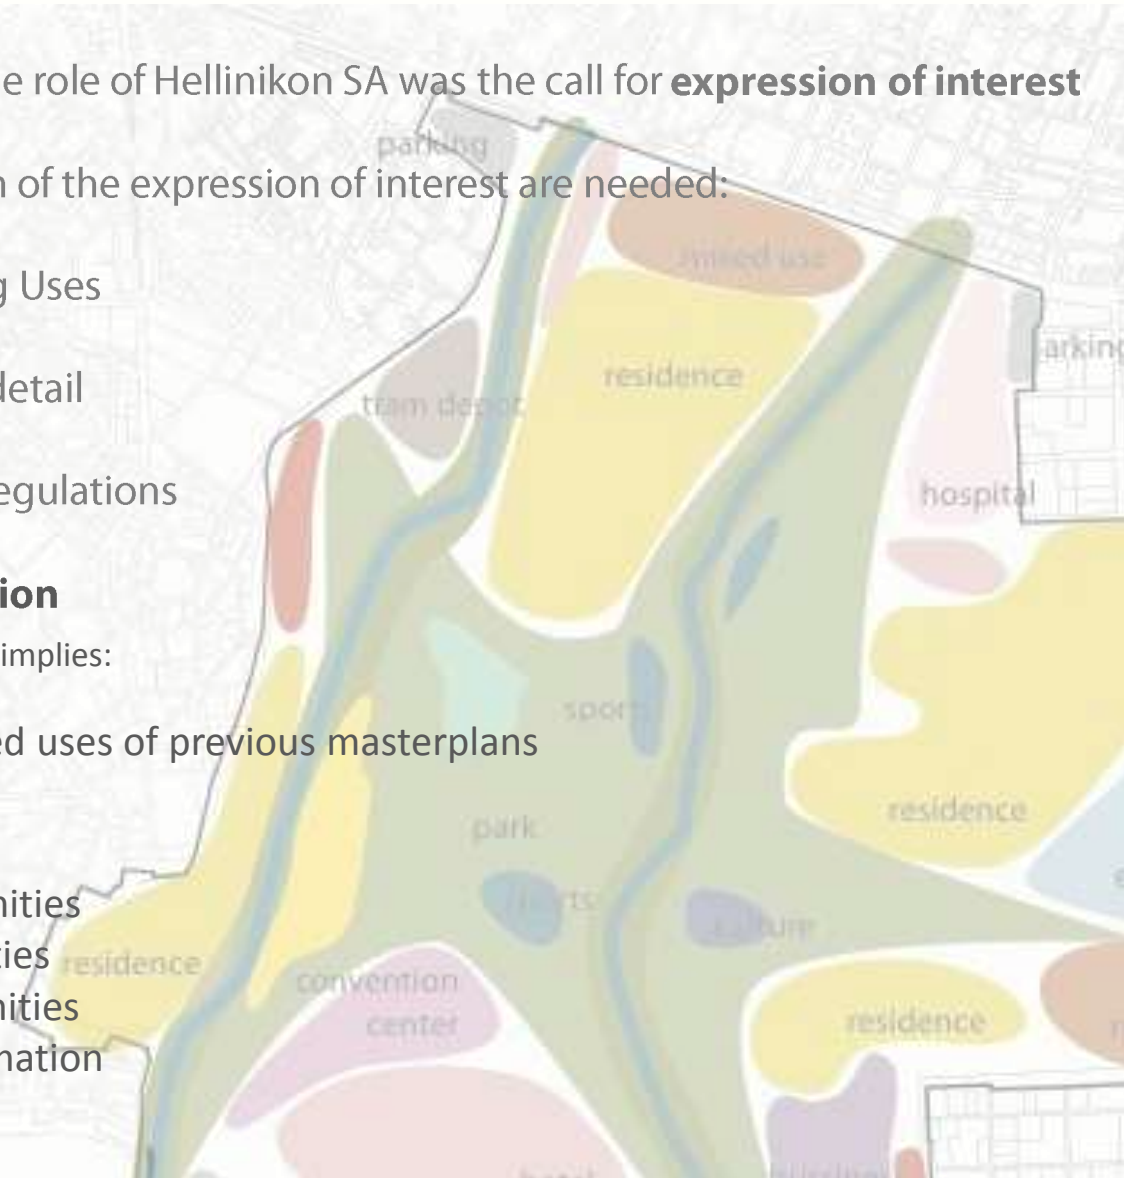 e role of Hellinikon SA was the call for expression of interest
parking
n of the expression of interest are needed:
mixed use
g Uses
arking
residence
detail
tram depot
egulations
hospital
ion
implies:
sport
ed uses of previous masterplans
residence
park
nities
culture
ties
residence
convention
center
nities
residence
mation